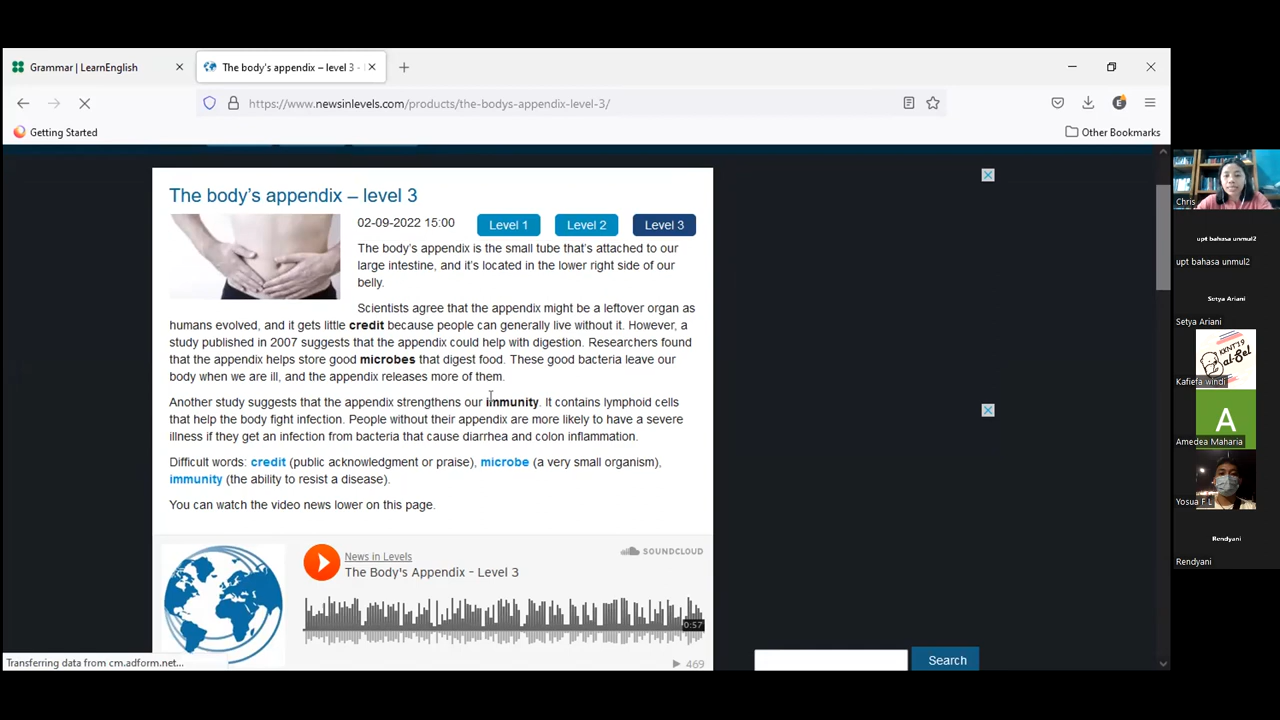 Grammar | LearnEnglish
The body's appendix – level 3 -
https://www.newsinlevels.com/products/the-bodys-appendix-level-3/
Getting Started
Other Bookmarks
The body's appendix – level 3
02-09-2022 15:00
Level 1
Level 2
Level 3
The body's appendix is the small tube that's attached to our
large intestine, and it's located in the lower right side of our
belly.
Scientists agree that the appendix might be a leftover organ as
humans evolved, and it gets little credit because people can generally live without it. However, a
study published in 2007 suggests that the appendix could help with digestion. Researchers found
that the appendix helps store good microbes that digest food. These good bacteria leave our
body when we are ill, and the appendix releases more of them.
Another study suggests that the appendix strengthens our immunity. It contains lymphoid cells
that help the body fight infection. People without their appendix are more likely to have a severe
illness if they get an infection from bacteria that cause diarrhea and colon inflammation.
Difficult words: credit (public acknowledgment or praise), microbe (a very small organism),
immunity (the ability to resist a disease).
You can watch the video news lower on this page.
News in Levels
SOUNDCLOUD
The Body's Appendix - Level 3
0:57
469
Search
Transferring data from cm.adform.net...
E
Chris
upt bahasa unmul2
upt bahasa unmul2
Setya Ariani
Setya Ariani
KKNT19
al-gel
Kafiefa windi
A
Amedea Maharia
Yosua F L
Rendyani
Rendyani